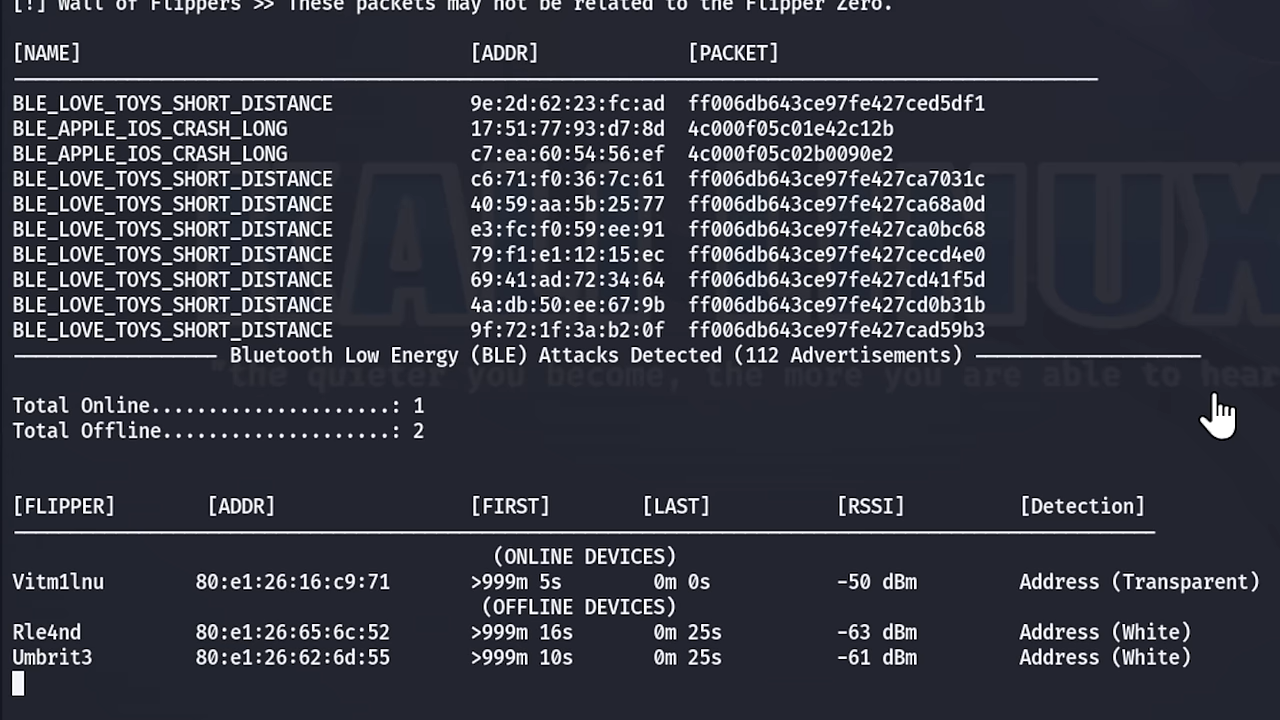 [!] Wall of Flippers >> These packets may not be related to the Flipper Zero.
[NAME] [ADDR] [PACKET]
BLE_LOVE_TOYS_SHORT_DISTANCE 9e:2d:62:23:fc:ad ff006db643ce97fe427ced5df1
BLE_APPLE_IOS_CRASH_LONG 17:51:77:93:d7:8d 4c000f05c01e42c12b
BLE_APPLE_IOS_CRASH_LONG c7:ea:60:54:56:ef 4c000f05c02b0090e2
BLE_LOVE_TOYS_SHORT_DISTANCE c6:71:f0:36:7c:61 ff006db643ce97fe427ca7031c
BLE_LOVE_TOYS_SHORT_DISTANCE 40:59:aa:5b:25:77 ff006db643ce97fe427ca68a0d
BLE_LOVE_TOYS_SHORT_DISTANCE e3:fc:f0:59:ee:91 ff006db643ce97fe427ca0bc68
BLE_LOVE_TOYS_SHORT_DISTANCE 79:f1:e1:12:15:ec ff006db643ce97fe427cecd4e0
BLE_LOVE_TOYS_SHORT_DISTANCE 69:41:ad:72:34:64 ff006db643ce97fe427cd41f5d
BLE_LOVE_TOYS_SHORT_DISTANCE 4a:db:50:ee:67:9b ff006db643ce97fe427cd0b31b
BLE_LOVE_TOYS_SHORT_DISTANCE 9f:72:1f:3a:b2:0f ff006db643ce97fe427cad59b3
Bluetooth Low Energy (BLE) Attacks Detected (112 Advertisements)
"the quieter you become, the more you are able to hear
Total Online.....................: 1
Total Offline....................: 2
[FLIPPER] [ADDR] [FIRST] [LAST] [RSSI] [Detection]
(ONLINE DEVICES)
Vitm1lnu 80:e1:26:16:c9:71 >999m 5s 0m 0s -50 dBm Address (Transparent)
(OFFLINE DEVICES)
Rle4nd 80:e1:26:65:6c:52 >999m 16s 0m 25s -63 dBm Address (White)
Umbrit3 80:e1:26:62:6d:55 >999m 10s 0m 25s -61 dBm Address (White)